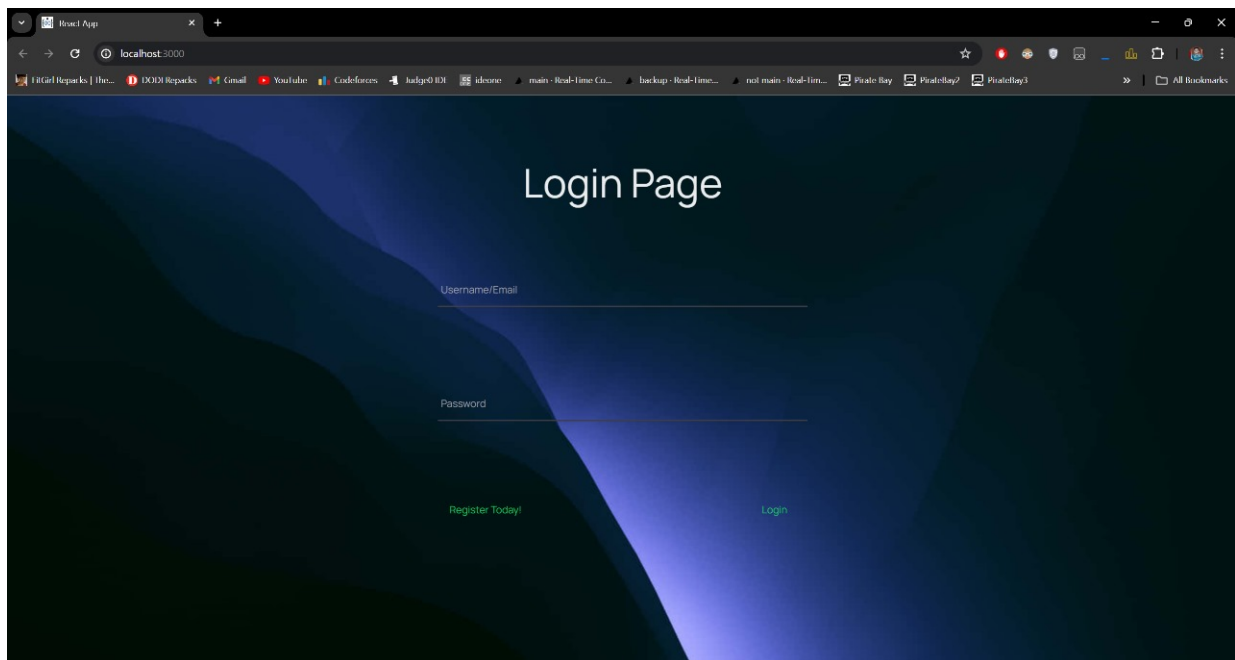 React App
localhost:3000
FitGirl Repacks | The... DODI Repacks Gmail YouTube Codeforces Judge0 IDE ideone main · Real-Time Co... backup · Real-Time... not main · Real-Tim... Pirate Bay PirateBay2 PirateBay3 » All Bookmarks
Login Page
Username/Email
Password
Register Today! Login